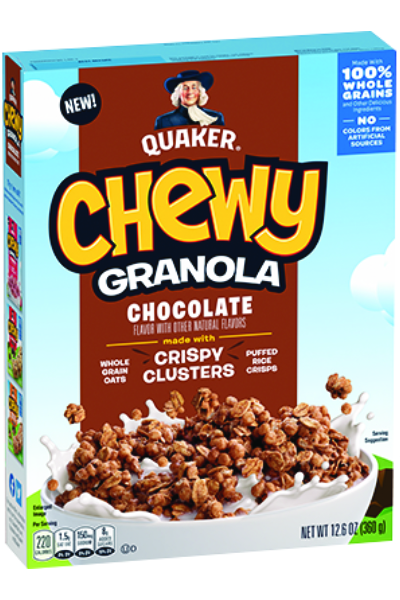 NEW!
Made With
100%
WHOLE
GRAINS
and Other Delicious
Ingredients
NO
COLORS FROM
ARTIFICIAL
SOURCES
QUAKER®
CHEWY
GRANOLA
CHOCOLATE
FLAVOR WITH OTHER NATURAL FLAVORS
made with
WHOLE
GRAIN
OATS
CRISPY
CLUSTERS
PUFFED
RICE
CRISPS
Serving
Suggestion
Enlarged
Image
Per Serving
220
CALORIES
1.5g
SAT FAT
150mg
SODIUM
8g
NET WT 12.6 OZ (360 g)